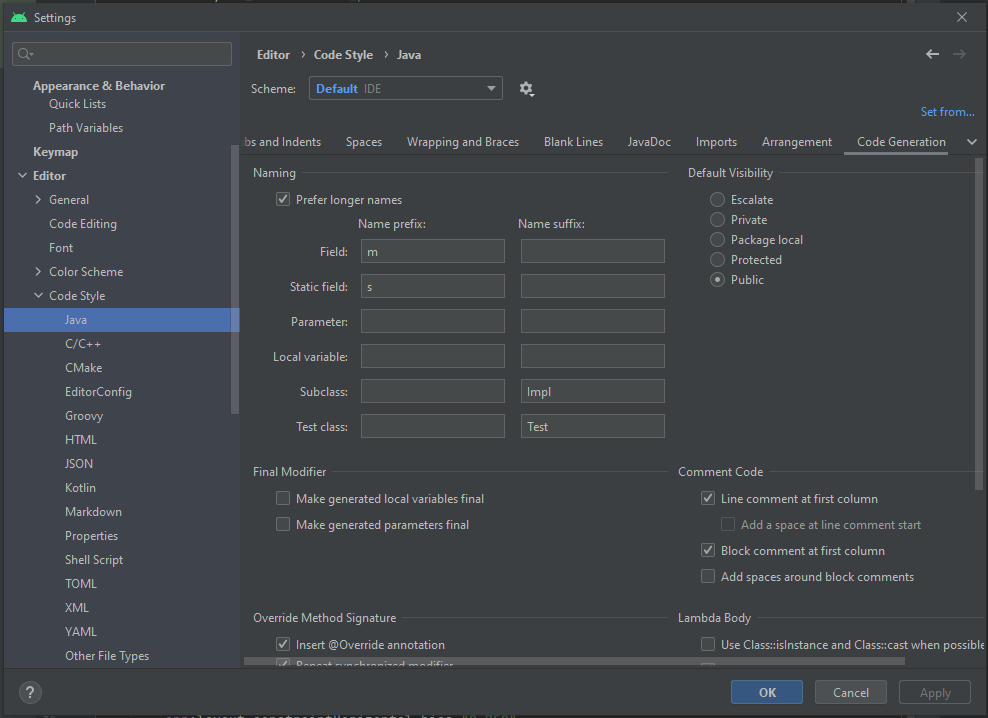 Settings
Appearance & Behavior
Quick Lists
Path Variables
Keymap
Editor
General
Code Editing
Font
Color Scheme
Code Style
Java
C/C++
CMake
EditorConfig
Groovy
HTML
JSON
Kotlin
Markdown
Properties
Shell Script
TOML
XML
YAML
Other File Types
Editor › Code Style › Java
Scheme: Default IDE
Set from...
bs and Indents Spaces Wrapping and Braces Blank Lines JavaDoc Imports Arrangement Code Generation
Naming
Prefer longer names
Name prefix: Name suffix:
Field: m
Static field: s
Parameter:
Local variable:
Subclass: Impl
Test class: Test
Default Visibility
Escalate
Private
Package local
Protected
Public
Final Modifier
Make generated local variables final
Make generated parameters final
Comment Code
Line comment at first column
Add a space at line comment start
Block comment at first column
Add spaces around block comments
Override Method Signature
Insert @Override annotation
Repeat synchronized modifier
Lambda Body
Use Class::isInstance and Class::cast when possible
? OK Cancel Apply